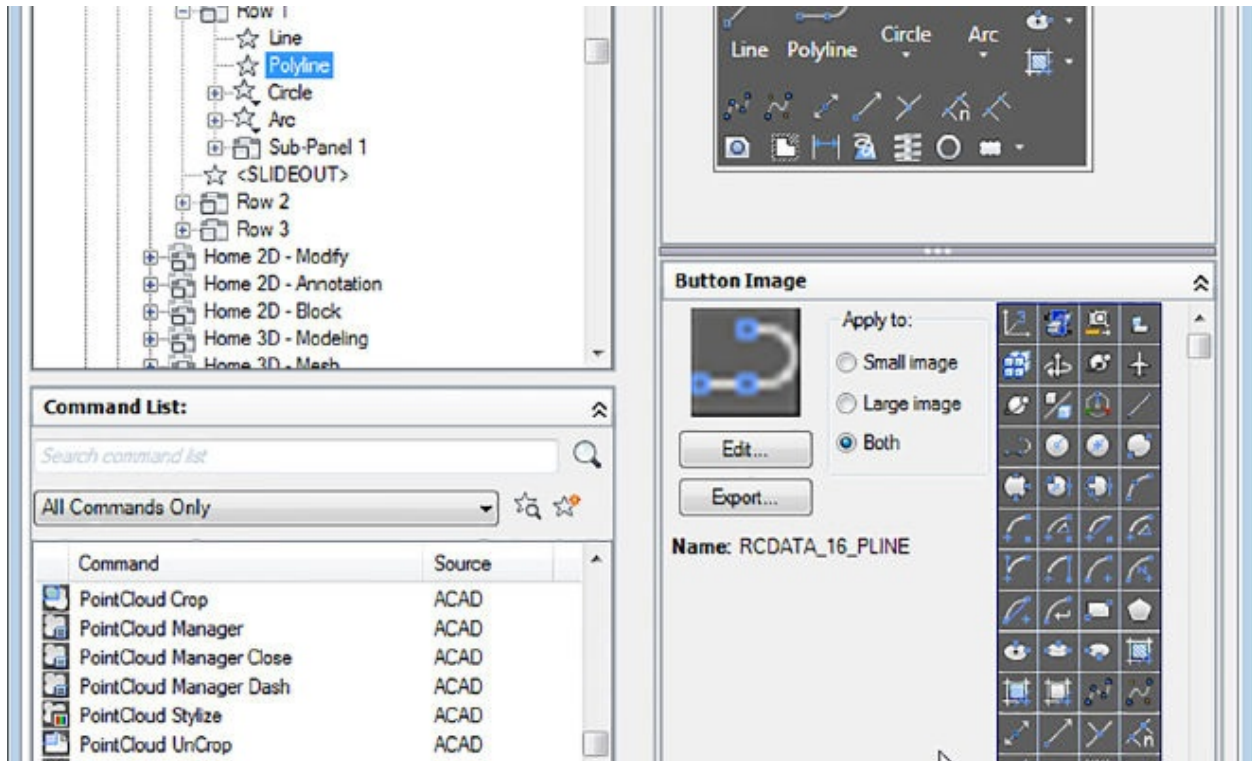 Row 1
Line
Polyline
Circle
Arc
Sub-Panel 1
<SLIDEOUT>
Row 2
Row 3
Home 2D - Modify
Home 2D - Annotation
Home 2D - Block
Home 3D - Modeling
Home 3D - Mesh
Command List:
Search command list
All Commands Only
Command Source
PointCloud Crop ACAD
PointCloud Manager ACAD
PointCloud Manager Close ACAD
PointCloud Manager Dash ACAD
PointCloud Stylize ACAD
PointCloud UnCrop ACAD
Line Polyline Circle Arc
Button Image
Apply to:
Small image
Large image
Both
Edit...
Export...
Name: RCDATA_16_PLINE